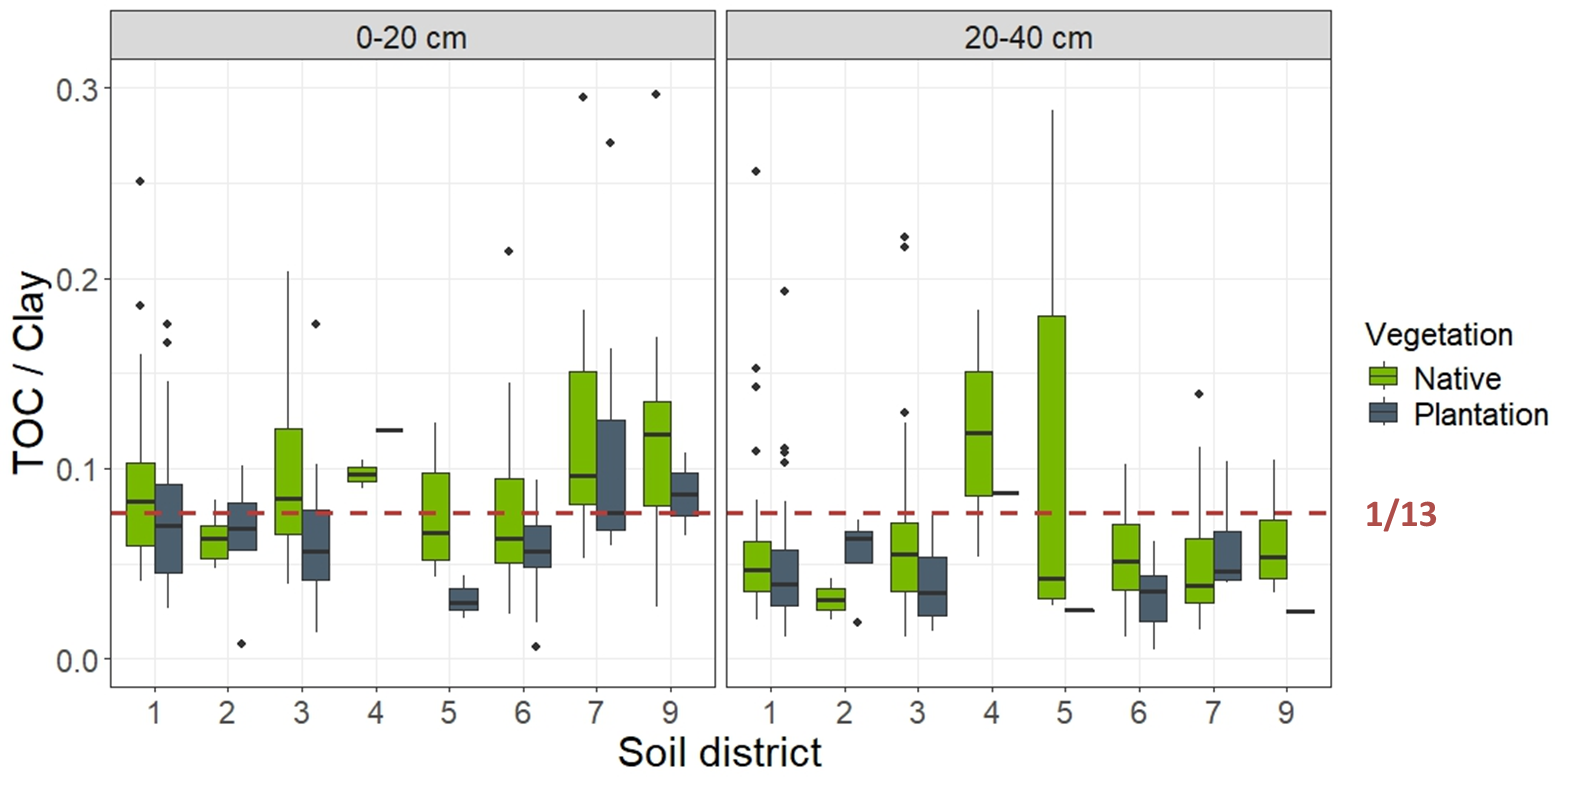 0-20 cm
20-40 cm
0.3
0.2
0.1
0.0
TOC / Clay
1 2 3 4 5 6 7 9
1 2 3 4 5 6 7 9
Soil district
1/13
Vegetation
Native
Plantation